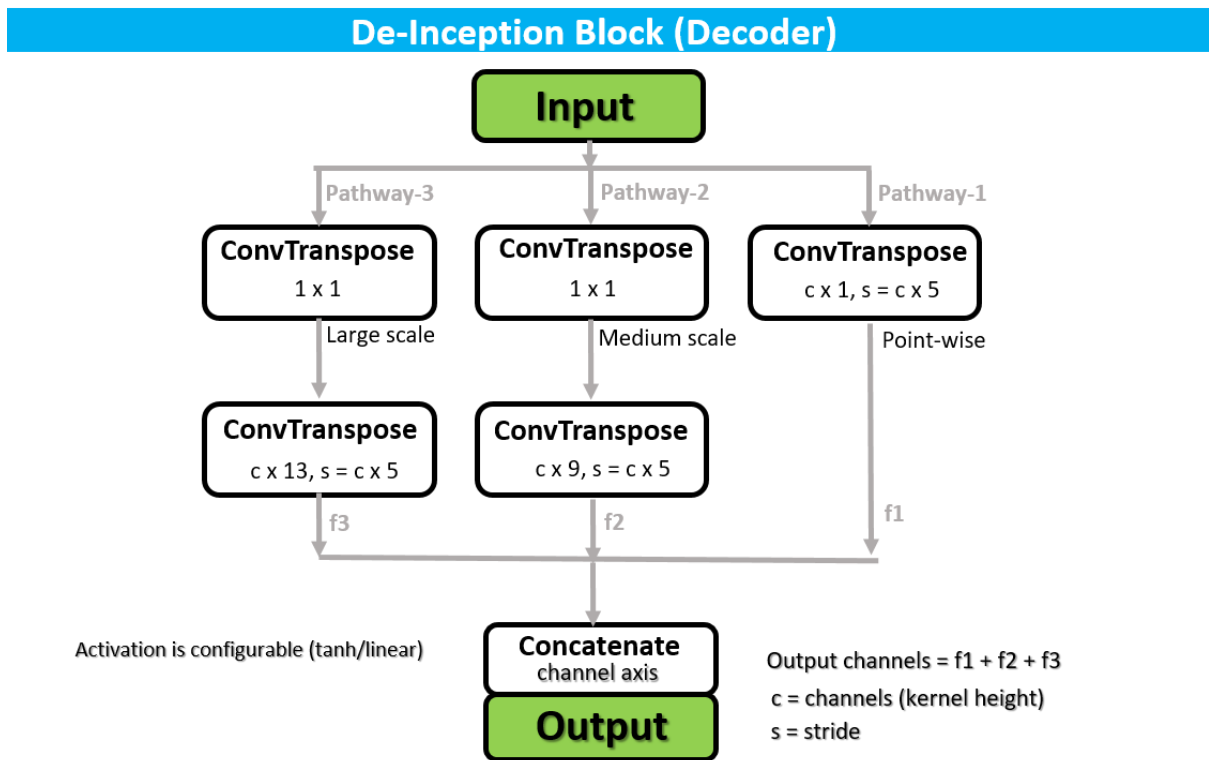 De-Inception Block (Decoder)
Input
Pathway-3
Pathway-2
Pathway-1
ConvTranspose
1 x 1
ConvTranspose
1 x 1
ConvTranspose
c x 1, s = c x 5
Large scale
Medium scale
Point-wise
ConvTranspose
c x 13, s = c x 5
ConvTranspose
c x 9, s = c x 5
f3
f2
f1
Activation is configurable (tanh/linear)
Concatenate
channel axis
Output
Output channels = f1 + f2 + f3
c = channels (kernel height)
s = stride